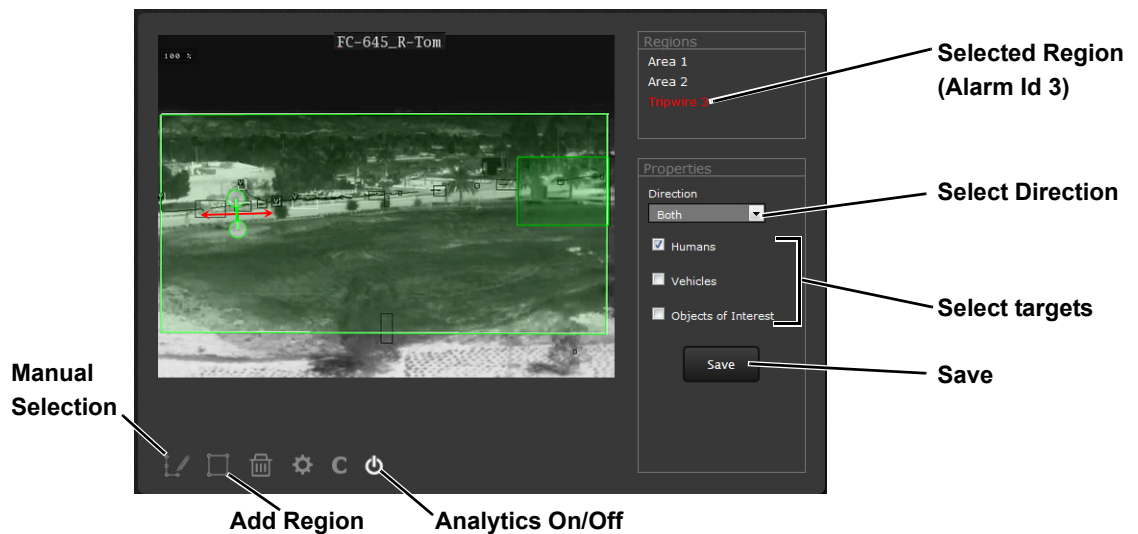 FC-645_R-Tom
100 %
Regions
Area 1
Area 2
Tripwire 3
Selected Region
(Alarm Id 3)
Properties
Direction
Both
Select Direction
Humans
Vehicles
Objects of Interest
Select targets
Save
Save
Manual
Selection
C
Add Region
Analytics On/Off